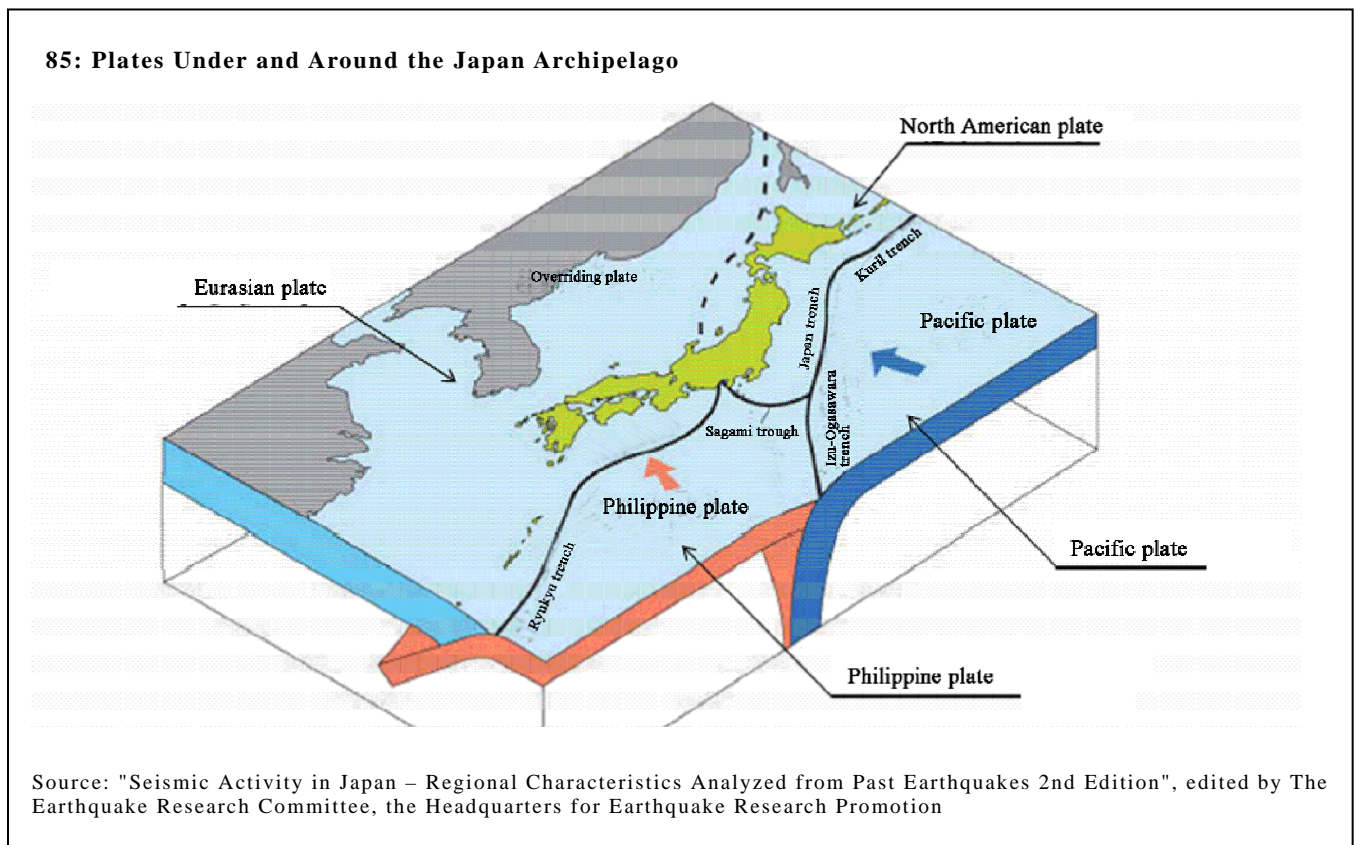 85: Plates Under and Around the Japan Archipelago
North American plate
Kuril trench
Overriding plate
Eurasian plate
Japan trench
Pacific plate
Sagami trough
Izu-Ogasawara
trench
Philippine plate
Pacific plate
Ryukyu trench
Philippine plate
Source: "Seismic Activity in Japan – Regional Characteristics Analyzed from Past Earthquakes 2nd Edition", edited by The
Earthquake Research Committee, the Headquarters for Earthquake Research Promotion